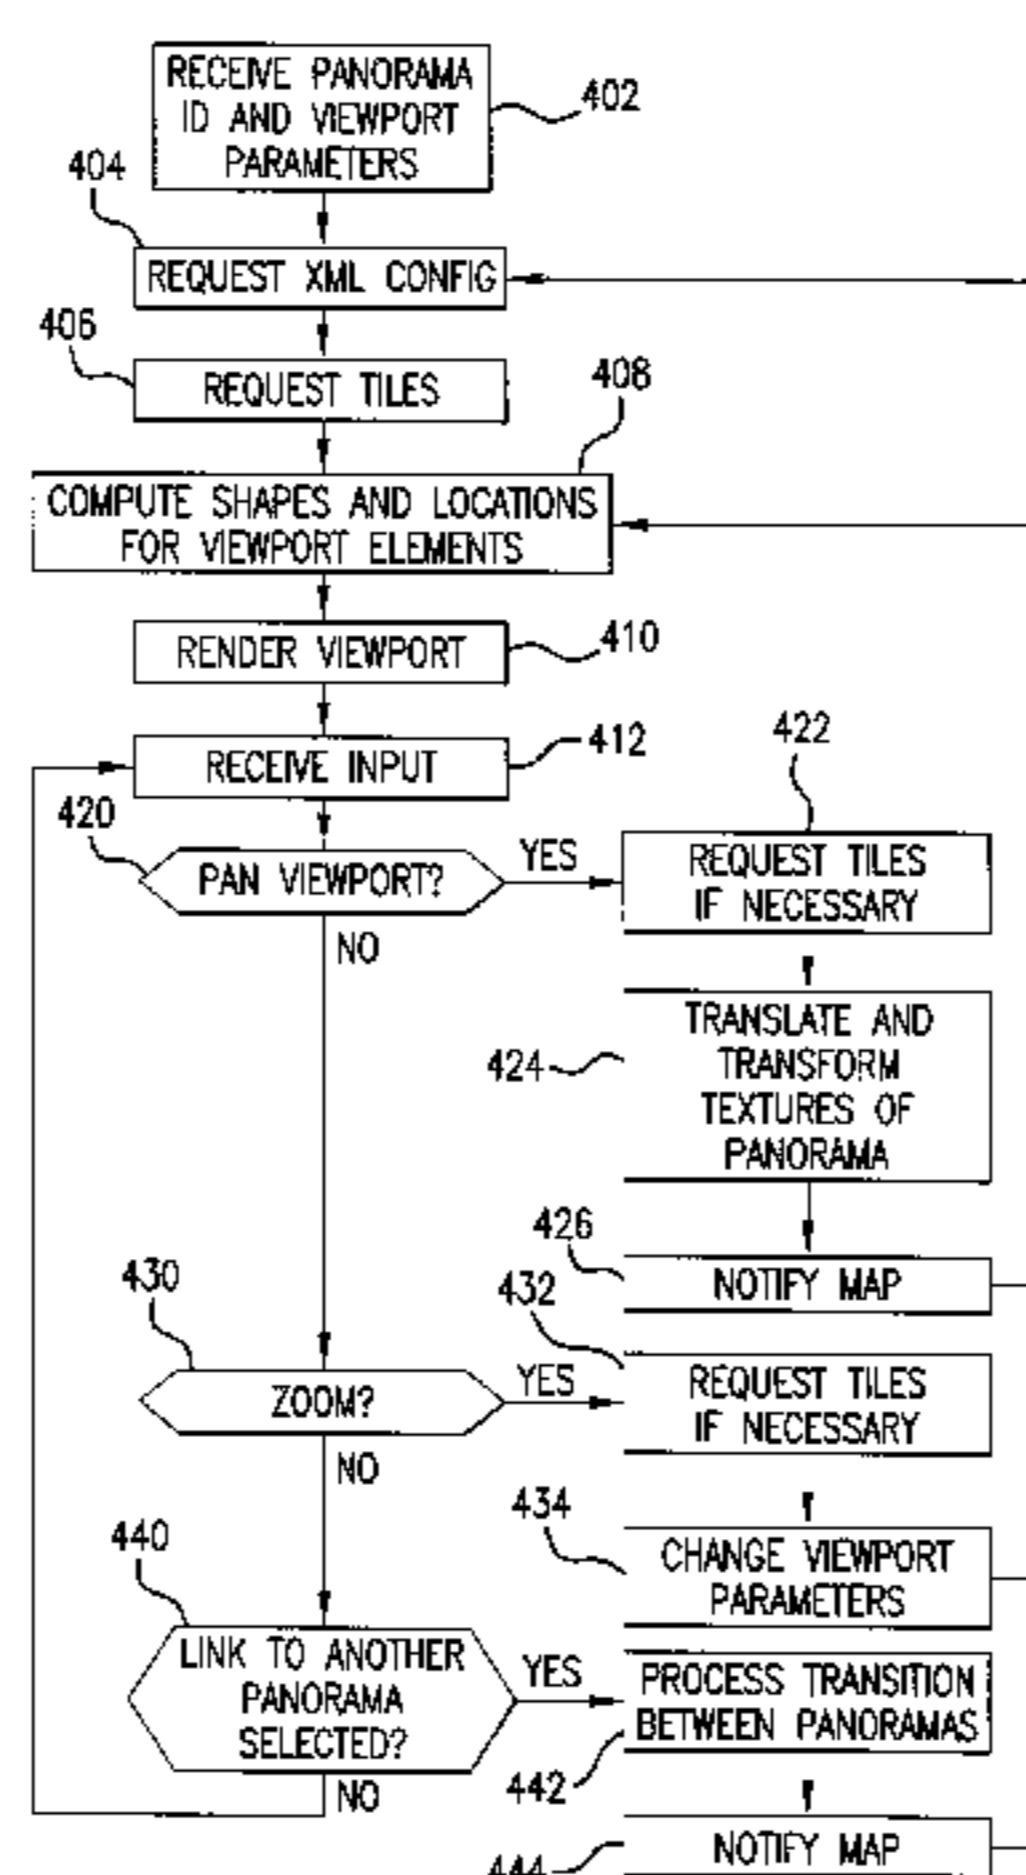 RECEIVE PANORAMA
ID AND VIEWPORT
PARAMETERS
402
404
REQUEST XML CONFIG
406
REQUEST TILES
408
COMPUTE SHAPES AND LOCATIONS
FOR VIEWPORT ELEMENTS
RENDER VIEWPORT
410
RECEIVE INPUT
412
420
PAN VIEWPORT?
YES
NO
422
REQUEST TILES
IF NECESSARY
424
TRANSLATE AND
TRANSFORM
TEXTURES OF
PANORAMA
426
NOTIFY MAP
430
ZOOM?
YES
NO
432
REQUEST TILES
IF NECESSARY
434
CHANGE VIEWPORT
PARAMETERS
440
LINK TO ANOTHER
PANORAMA
SELECTED?
YES
NO
PROCESS TRANSITION
BETWEEN PANORAMAS
442
NOTIFY MAP
444